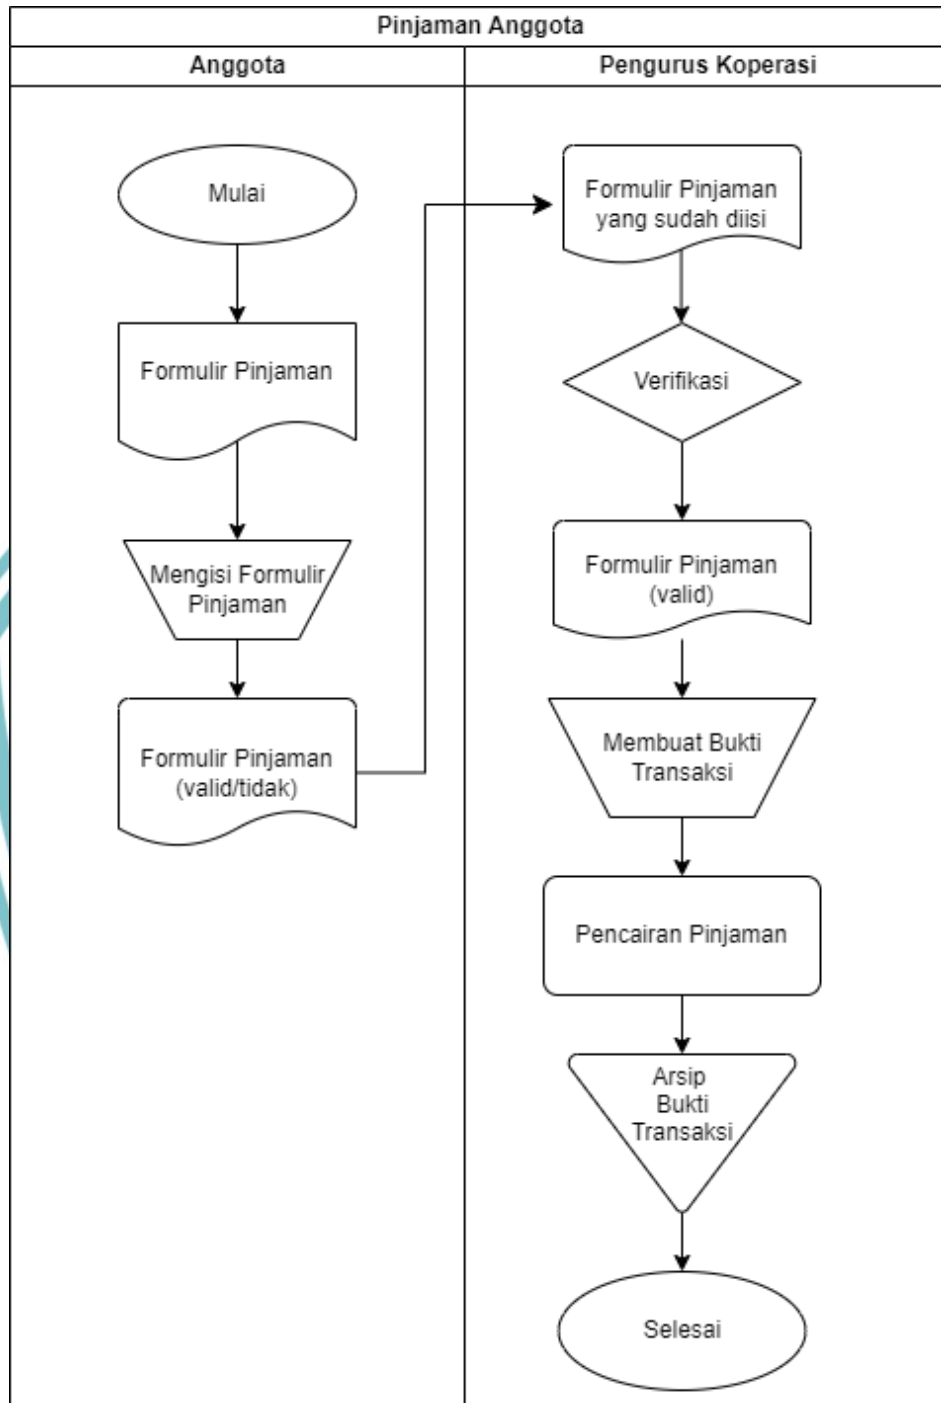 Pinjaman Anggota
Anggota
Pengurus Koperasi
Mulai
Formulir Pinjaman
Mengisi Formulir
Pinjaman
Formulir Pinjaman
(valid/tidak)
Formulir Pinjaman
yang sudah diisi
Verifikasi
Formulir Pinjaman
(valid)
Membuat Bukti
Transaksi
Pencairan Pinjaman
Arsip
Bukti
Transaksi
Selesai